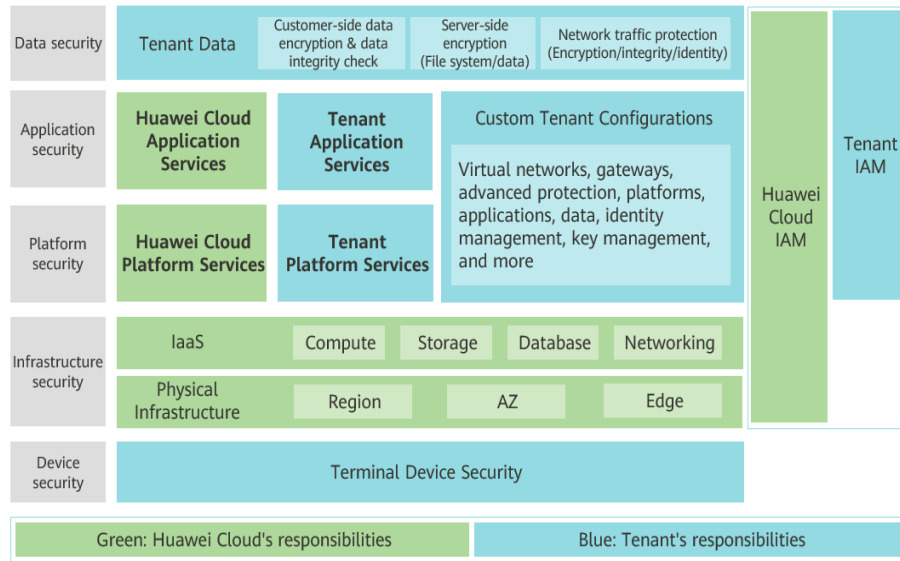 Data security
Tenant Data
Customer-side data
encryption & data
integrity check
Server-side
encryption
(File system/data)
Network traffic protection
(Encryption/integrity/identity)
Application
security
Huawei Cloud
Application
Services
Tenant
Application
Services
Custom Tenant Configurations
Virtual networks, gateways,
advanced protection, platforms,
applications, data, identity
management, key management,
and more
Platform
security
Huawei Cloud
Platform Services
Tenant
Platform Services
Huawei
Cloud
IAM
Tenant
IAM
Infrastructure
security
IaaS
Compute
Storage
Database
Networking
Physical
Infrastructure
Region
AZ
Edge
Device
security
Terminal Device Security
Green: Huawei Cloud's responsibilities
Blue: Tenant's responsibilities